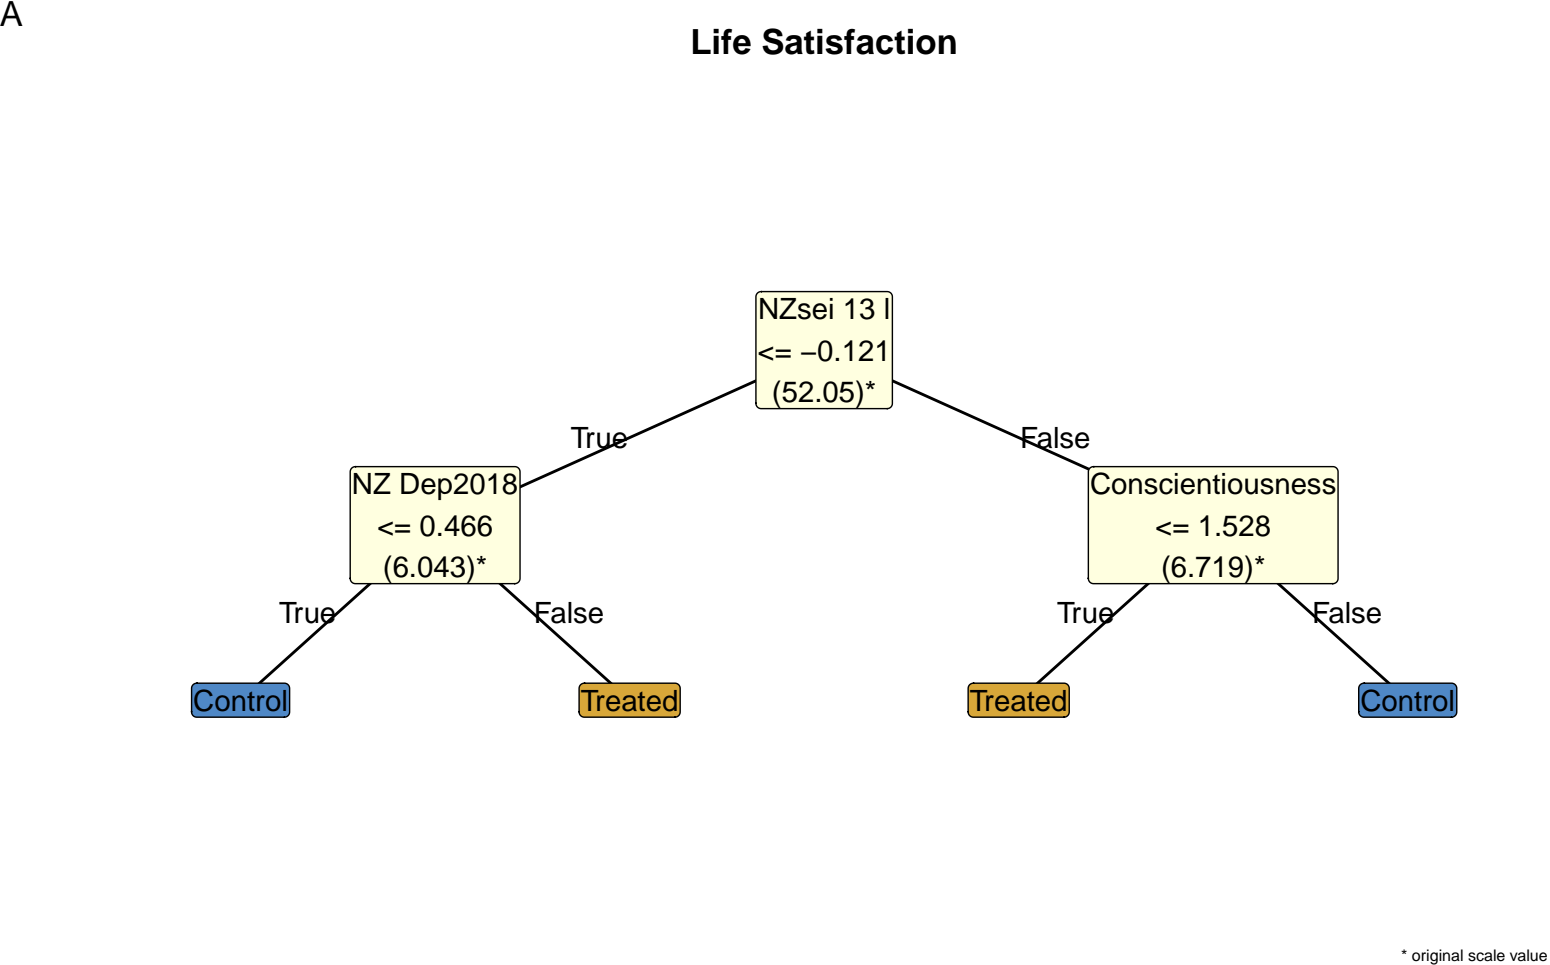 A
Life Satisfaction
NZsei 13 l
<= −0.121
(52.05)*
True
False
NZ Dep2018
<= 0.466
(6.043)*
Conscientiousness
<= 1.528
(6.719)*
True
False
True
False
Control
Treated
Treated
Control
* original scale value